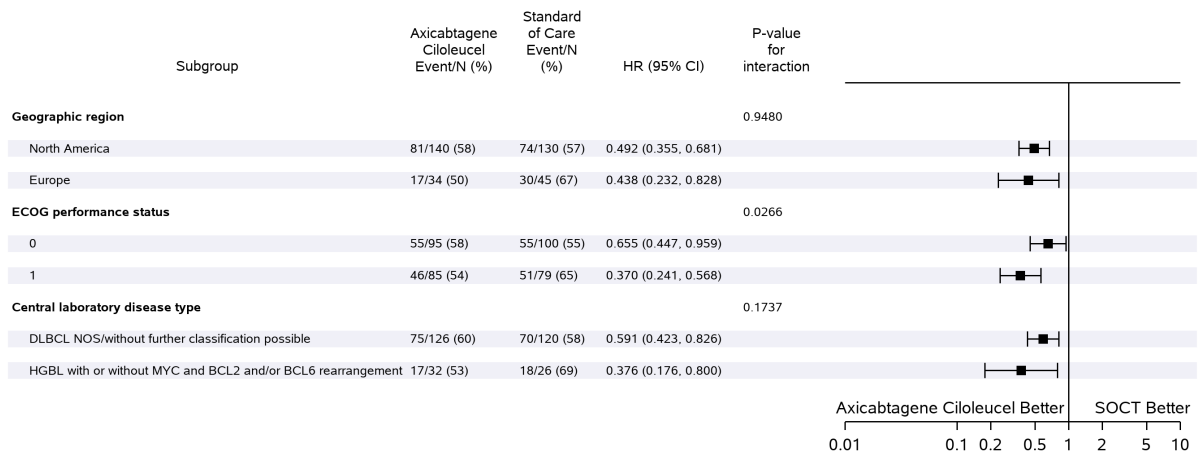 Subgroup
Axicabtagene
Ciloleucel
Event/N (%)
Standard
of Care
Event/N
(%)
HR (95% CI)
P-value
for
interaction
Geographic region 0.9480
North America 81/140 (58) 74/130 (57) 0.492 (0.355, 0.681)
Europe 17/34 (50) 30/45 (67) 0.438 (0.232, 0.828)
ECOG performance status 0.0266
0 55/95 (58) 55/100 (55) 0.655 (0.447, 0.959)
1 46/85 (54) 51/79 (65) 0.370 (0.241, 0.568)
Central laboratory disease type 0.1737
DLBCL NOS/without further classification possible 75/126 (60) 70/120 (58) 0.591 (0.423, 0.826)
HGBL with or without MYC and BCL2 and/or BCL6 rearrangement 17/32 (53) 18/26 (69) 0.376 (0.176, 0.800)
Axicabtagene Ciloleucel Better SOCT Better
0.01 0.1 0.2 0.5 1 2 5 10